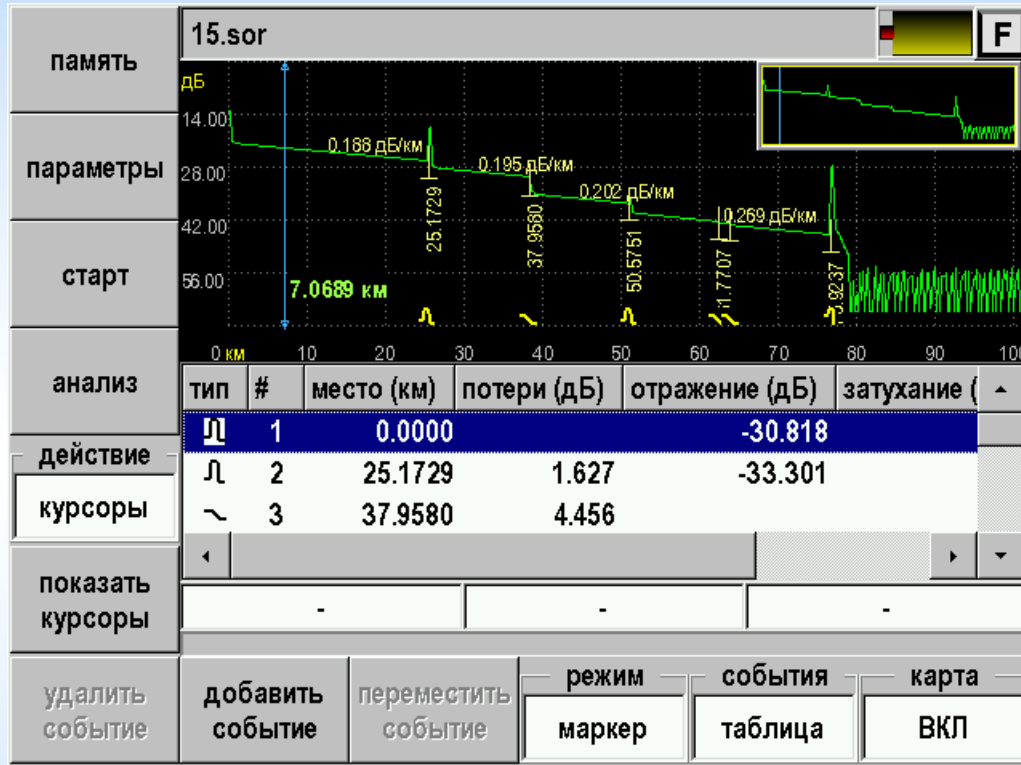 15.sor
F
память
параметры
старт
анализ
действие
курсоры
показать
курсоры
дБ
14.00
28.00
42.00
56.00
0.188 дБ/км
0.195 дБ/км
0.202 дБ/км
0.269 дБ/км
25.1729
37.9580
50.5751
7.0689 км
0 км 10 20 30 40 50 60 70 80 90
тип # место (км) потери (дБ) отражение (дБ) затухание (
1 0.0000 -30.818
2 25.1729 1.627 -33.301
3 37.9580 4.456
- - -
удалить
событие
добавить
событие
переместить
событие
режим
маркер
события
таблица
карта
ВКЛ